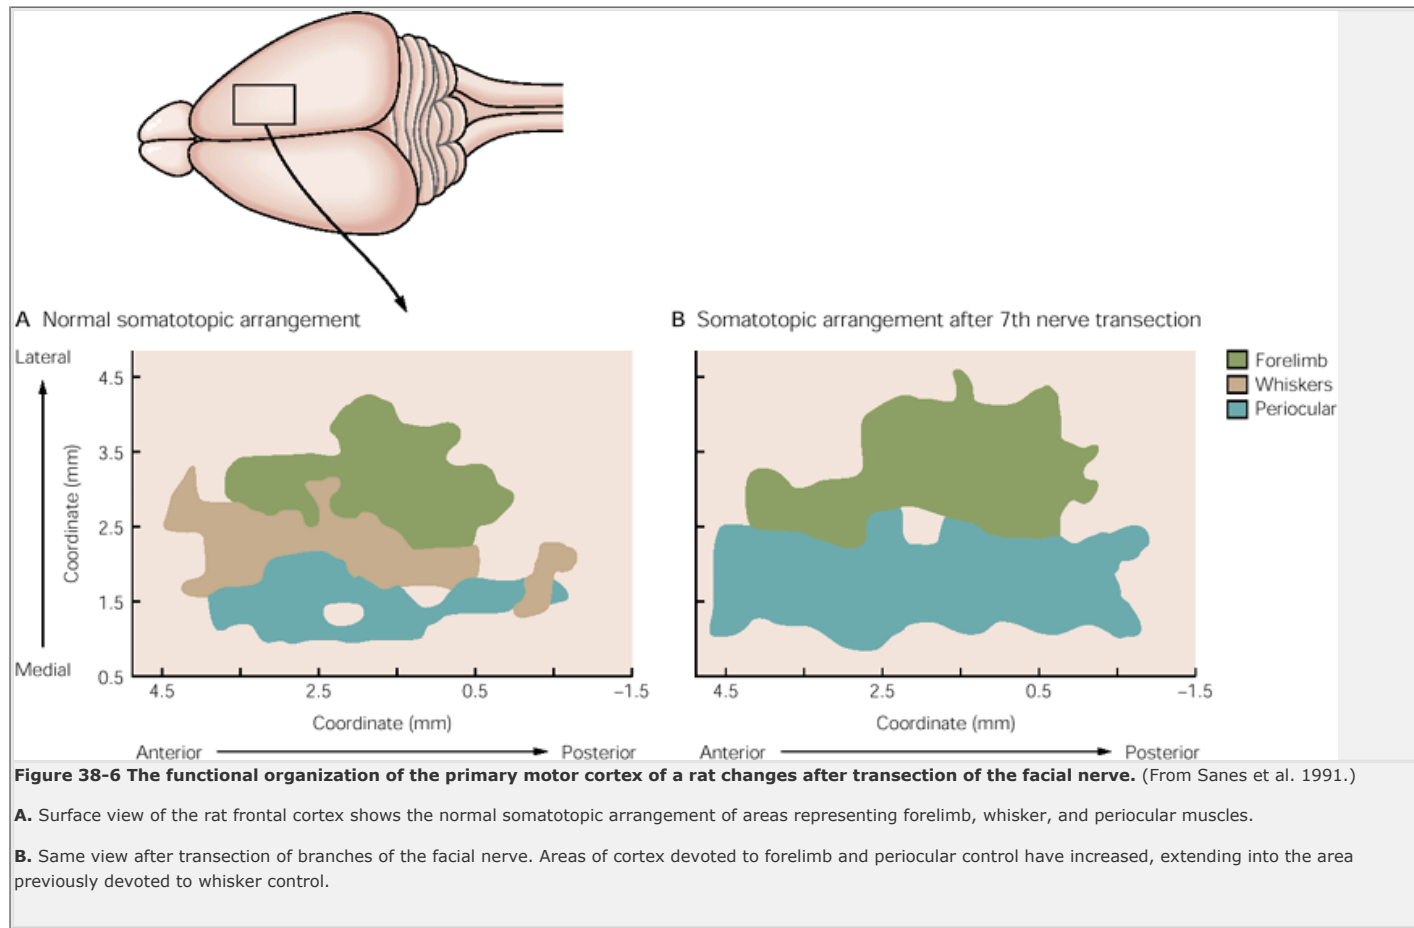 A Normal somatotopic arrangement
B Somatotopic arrangement after 7th nerve transection
Lateral
Coordinate (mm)
Medial
4.5
3.5
2.5
1.5
0.5
4.5
2.5
0.5
–1.5
Coordinate (mm)
Anterior
Posterior
4.5
2.5
0.5
–1.5
Coordinate (mm)
Anterior
Posterior
Forelimb
Whiskers
Periocular
Figure 38-6 The functional organization of the primary motor cortex of a rat changes after transection of the facial nerve. (From Sanes et al. 1991.)
A. Surface view of the rat frontal cortex shows the normal somatotopic arrangement of areas representing forelimb, whisker, and periocular muscles.
B. Same view after transection of branches of the facial nerve. Areas of cortex devoted to forelimb and periocular control have increased, extending into the area
previously devoted to whisker control.